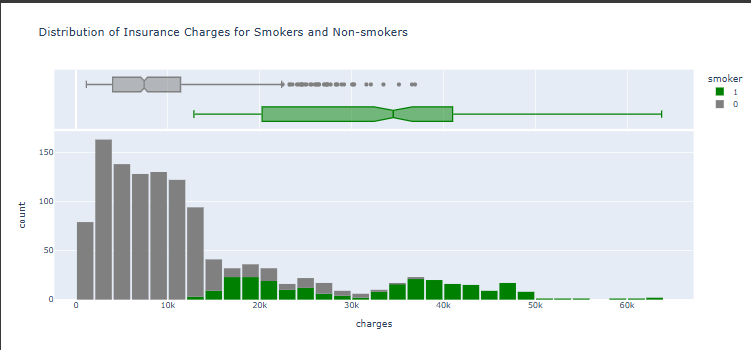 Distribution of Insurance Charges for Smokers and Non-smokers
smoker
1
0
150
100
50
0
count
0 10k 20k 30k 40k 50k 60k
charges